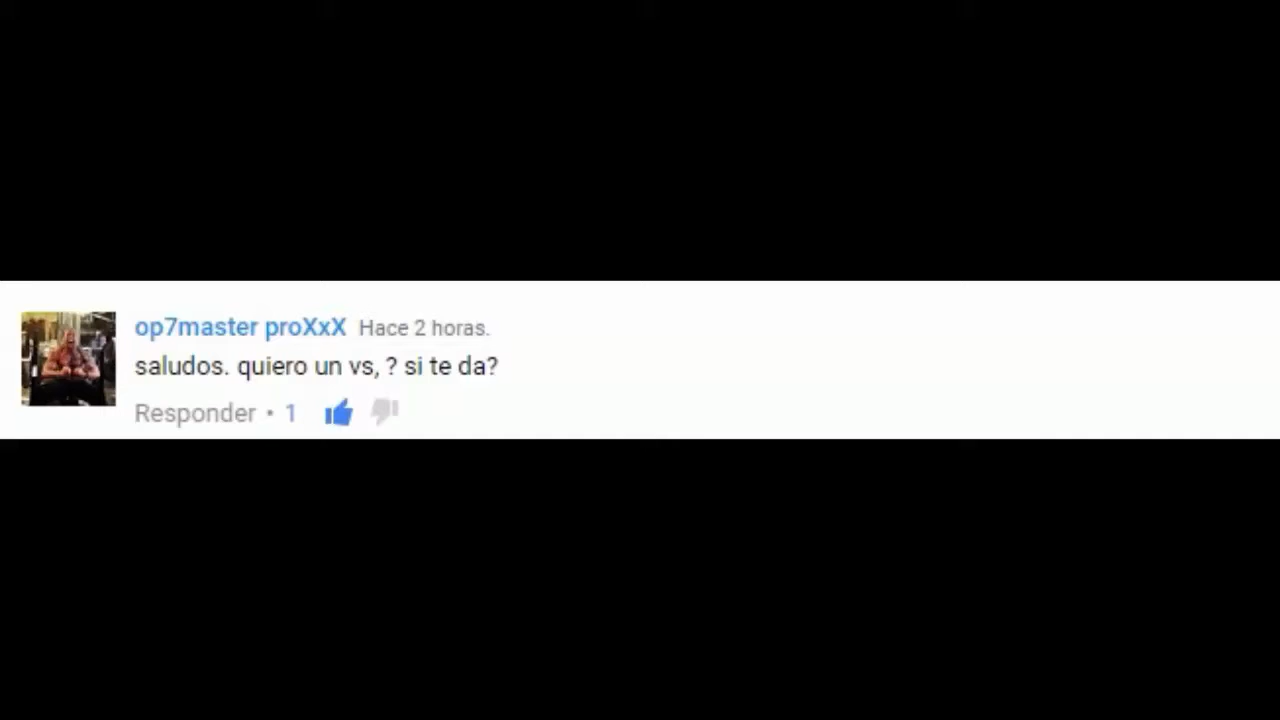 op7master proXxX Hace 2 horas.
saludos. quiero un vs, ? si te da?
Responder • 1